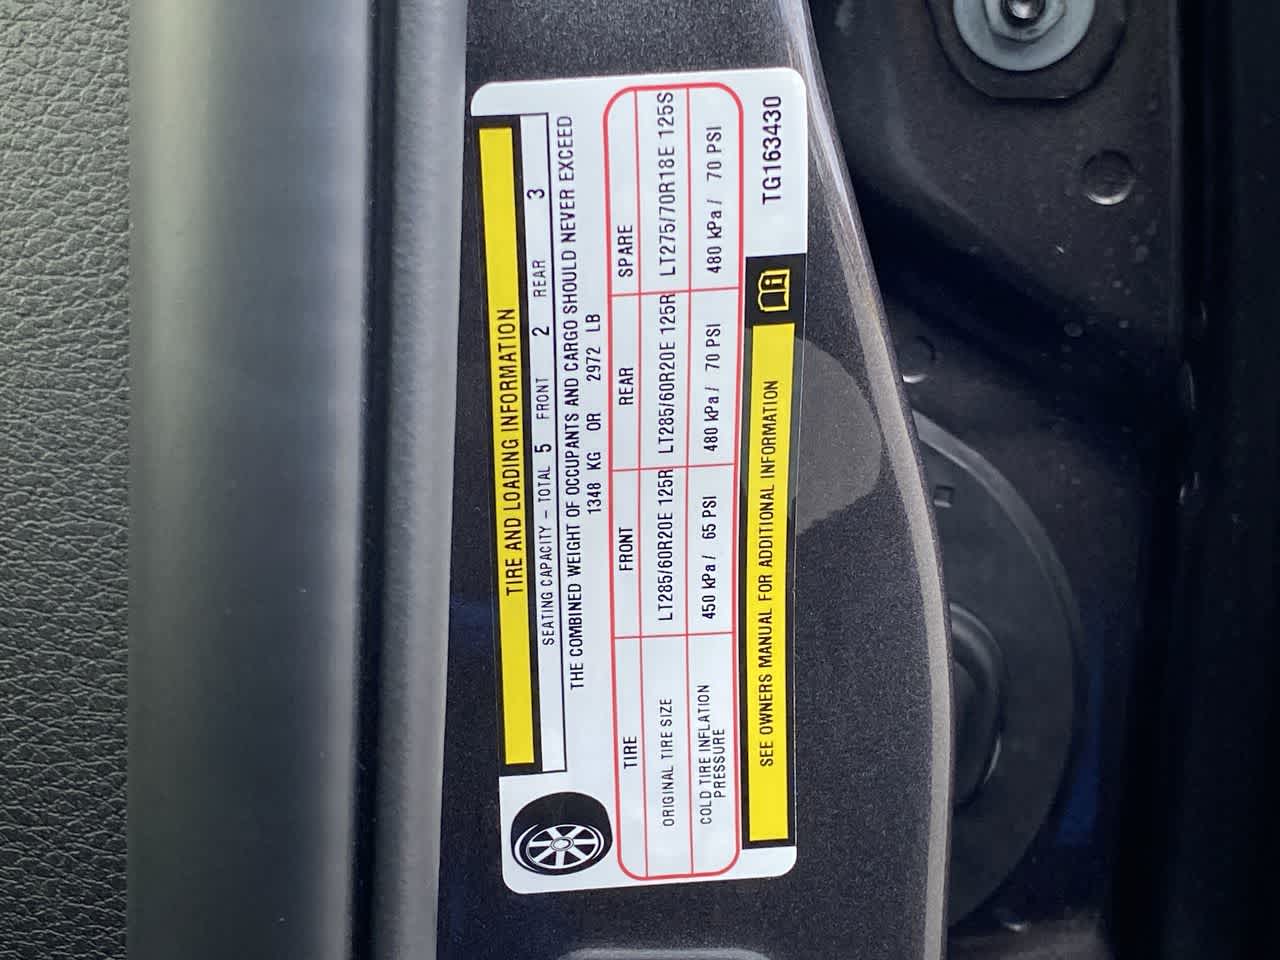 TIRE AND LOADING INFORMATION
SEATING CAPACITY - TOTAL 5 FRONT 2 REAR 3
THE COMBINED WEIGHT OF OCCUPANTS AND CARGO SHOULD NEVER EXCEED
1348 KG OR 2972 LB
TIRE FRONT REAR SPARE
ORIGINAL TIRE SIZE LT285/60R20E 125R LT285/60R20E 125R LT275/70R18E 125S
COLD TIRE INFLATION PRESSURE 450 kPa / 65 PSI 480 kPa / 70 PSI 480 kPa / 70 PSI
SEE OWNERS MANUAL FOR ADDITIONAL INFORMATION
TG163430